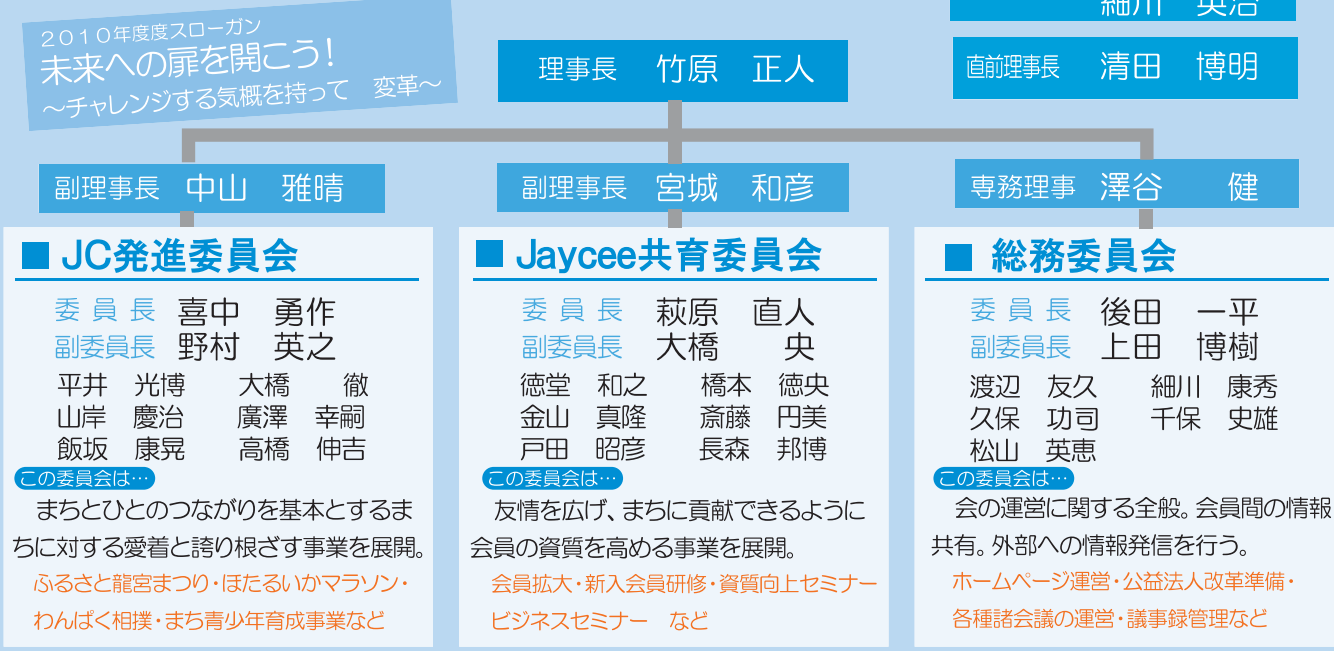 細川 英治
2010年度度スローガン
未来への扉を開こう!
~チャレンジする気概を持って 変革~
理事長 竹原 正人
直前理事長 清田 博明
副理事長 中山 雅晴
副理事長 宮城 和彦
専務理事 澤谷 健
■ JC発進委員会
委員長 喜中 勇作
副委員長 野村 英之
平井 光博 大橋 徹
山岸 慶治 廣澤 幸嗣
飯坂 康晃 高橋 伸吉
この委員会は…
まちとひとのつながりを基本とするま
ちに対する愛着と誇り根ざす事業を展開。
ふるさと龍宮まつり・ほたるいかマラソン・
わんぱく相撲・まち青少年育成事業など
■ Jaycee共育委員会
委員長 萩原 直人
副委員長 大橋 央
徳堂 和之 橋本 徳央
金山 真隆 斎藤 円美
戸田 昭彦 長森 邦博
この委員会は…
友情を広げ、まちに貢献できるように
会員の資質を高める事業を展開。
会員拡大・新入会員研修・資質向上セミナー
ビジネスセミナー など
■ 総務委員会
委員長 後田 一平
副委員長 上田 博樹
渡辺 友久 細川 康秀
久保 功司 千保 史雄
松山 英恵
この委員会は…
会の運営に関する全般。会員間の情報
共有。外部への情報発信を行う。
ホームページ運営・公益法人改革準備・
各種諸会議の運営・議事録管理など